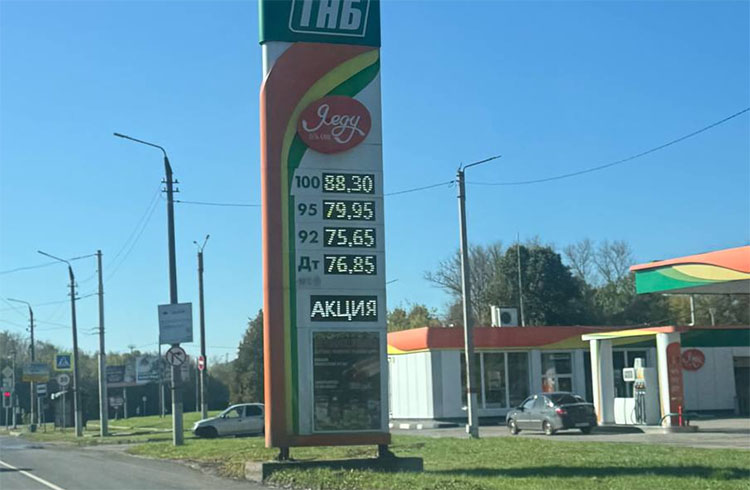 ТНБ
Я еду
100 88.30
95 79.95
92 75.65
Дт 76.85
АКЦИЯ